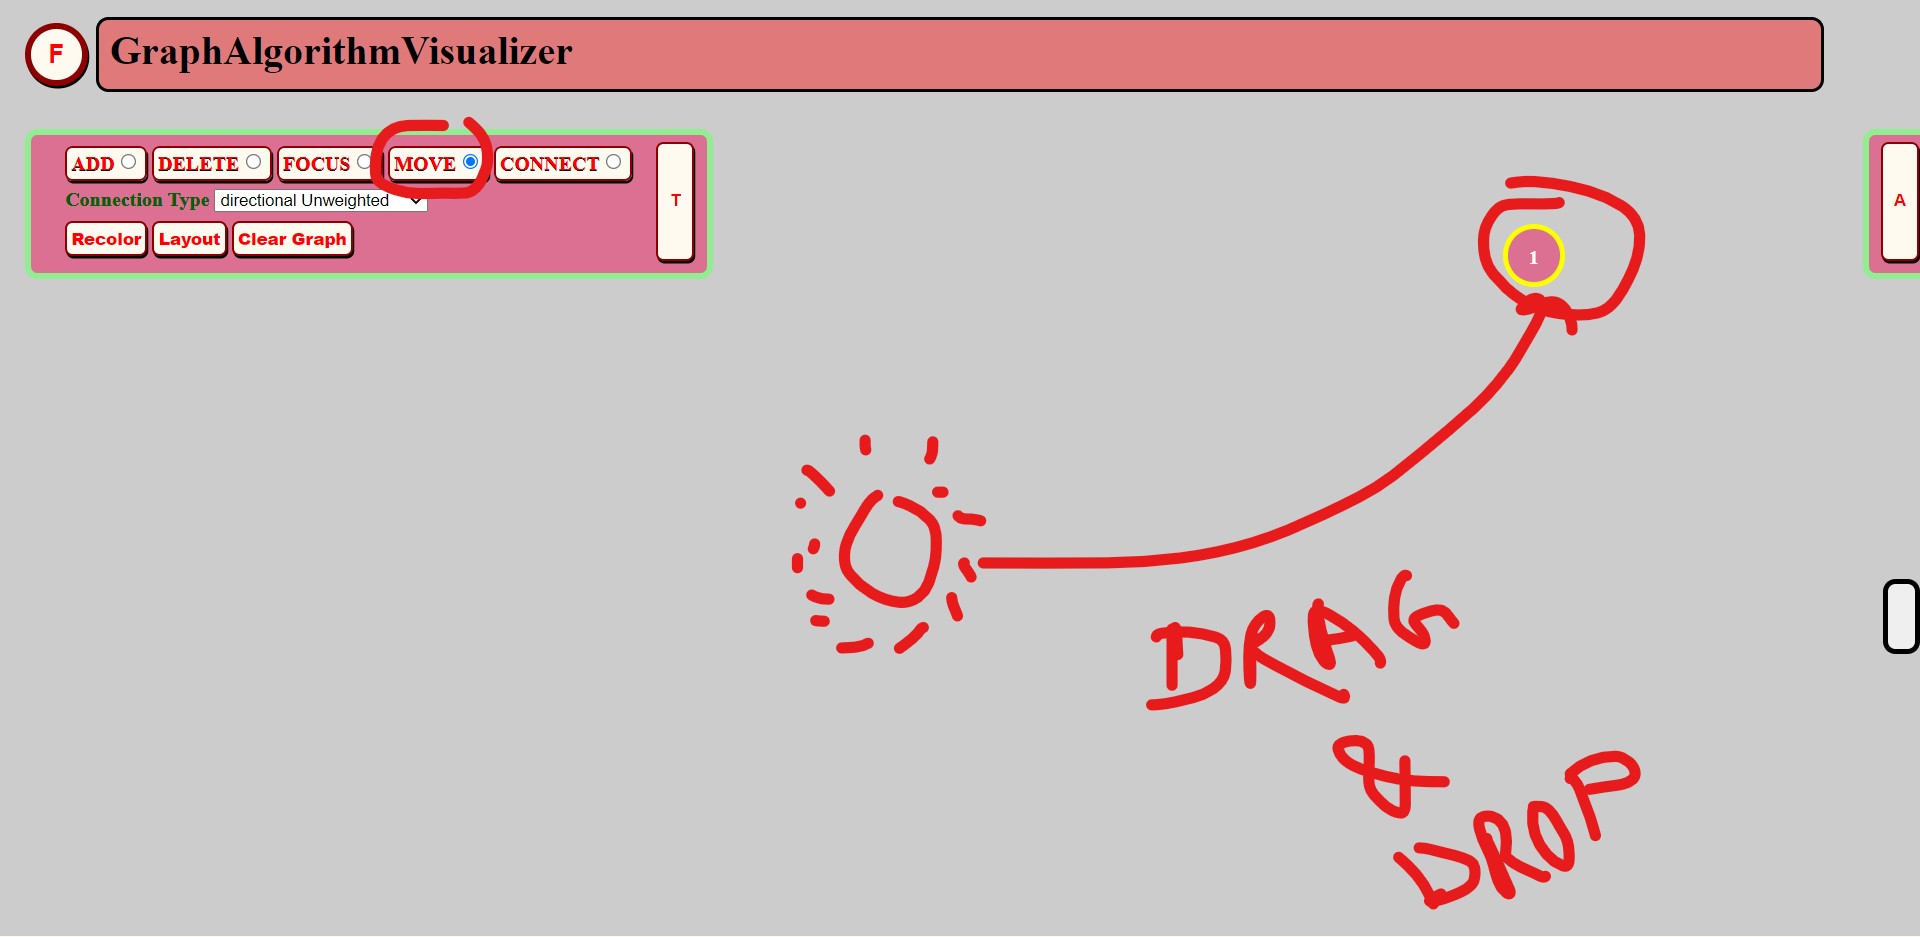 F GraphAlgorithmVisualizer
ADD DELETE FOCUS MOVE CONNECT T A
Connection Type directional Unweighted
Recolor Layout Clear Graph
1
DRAG
&
DROP